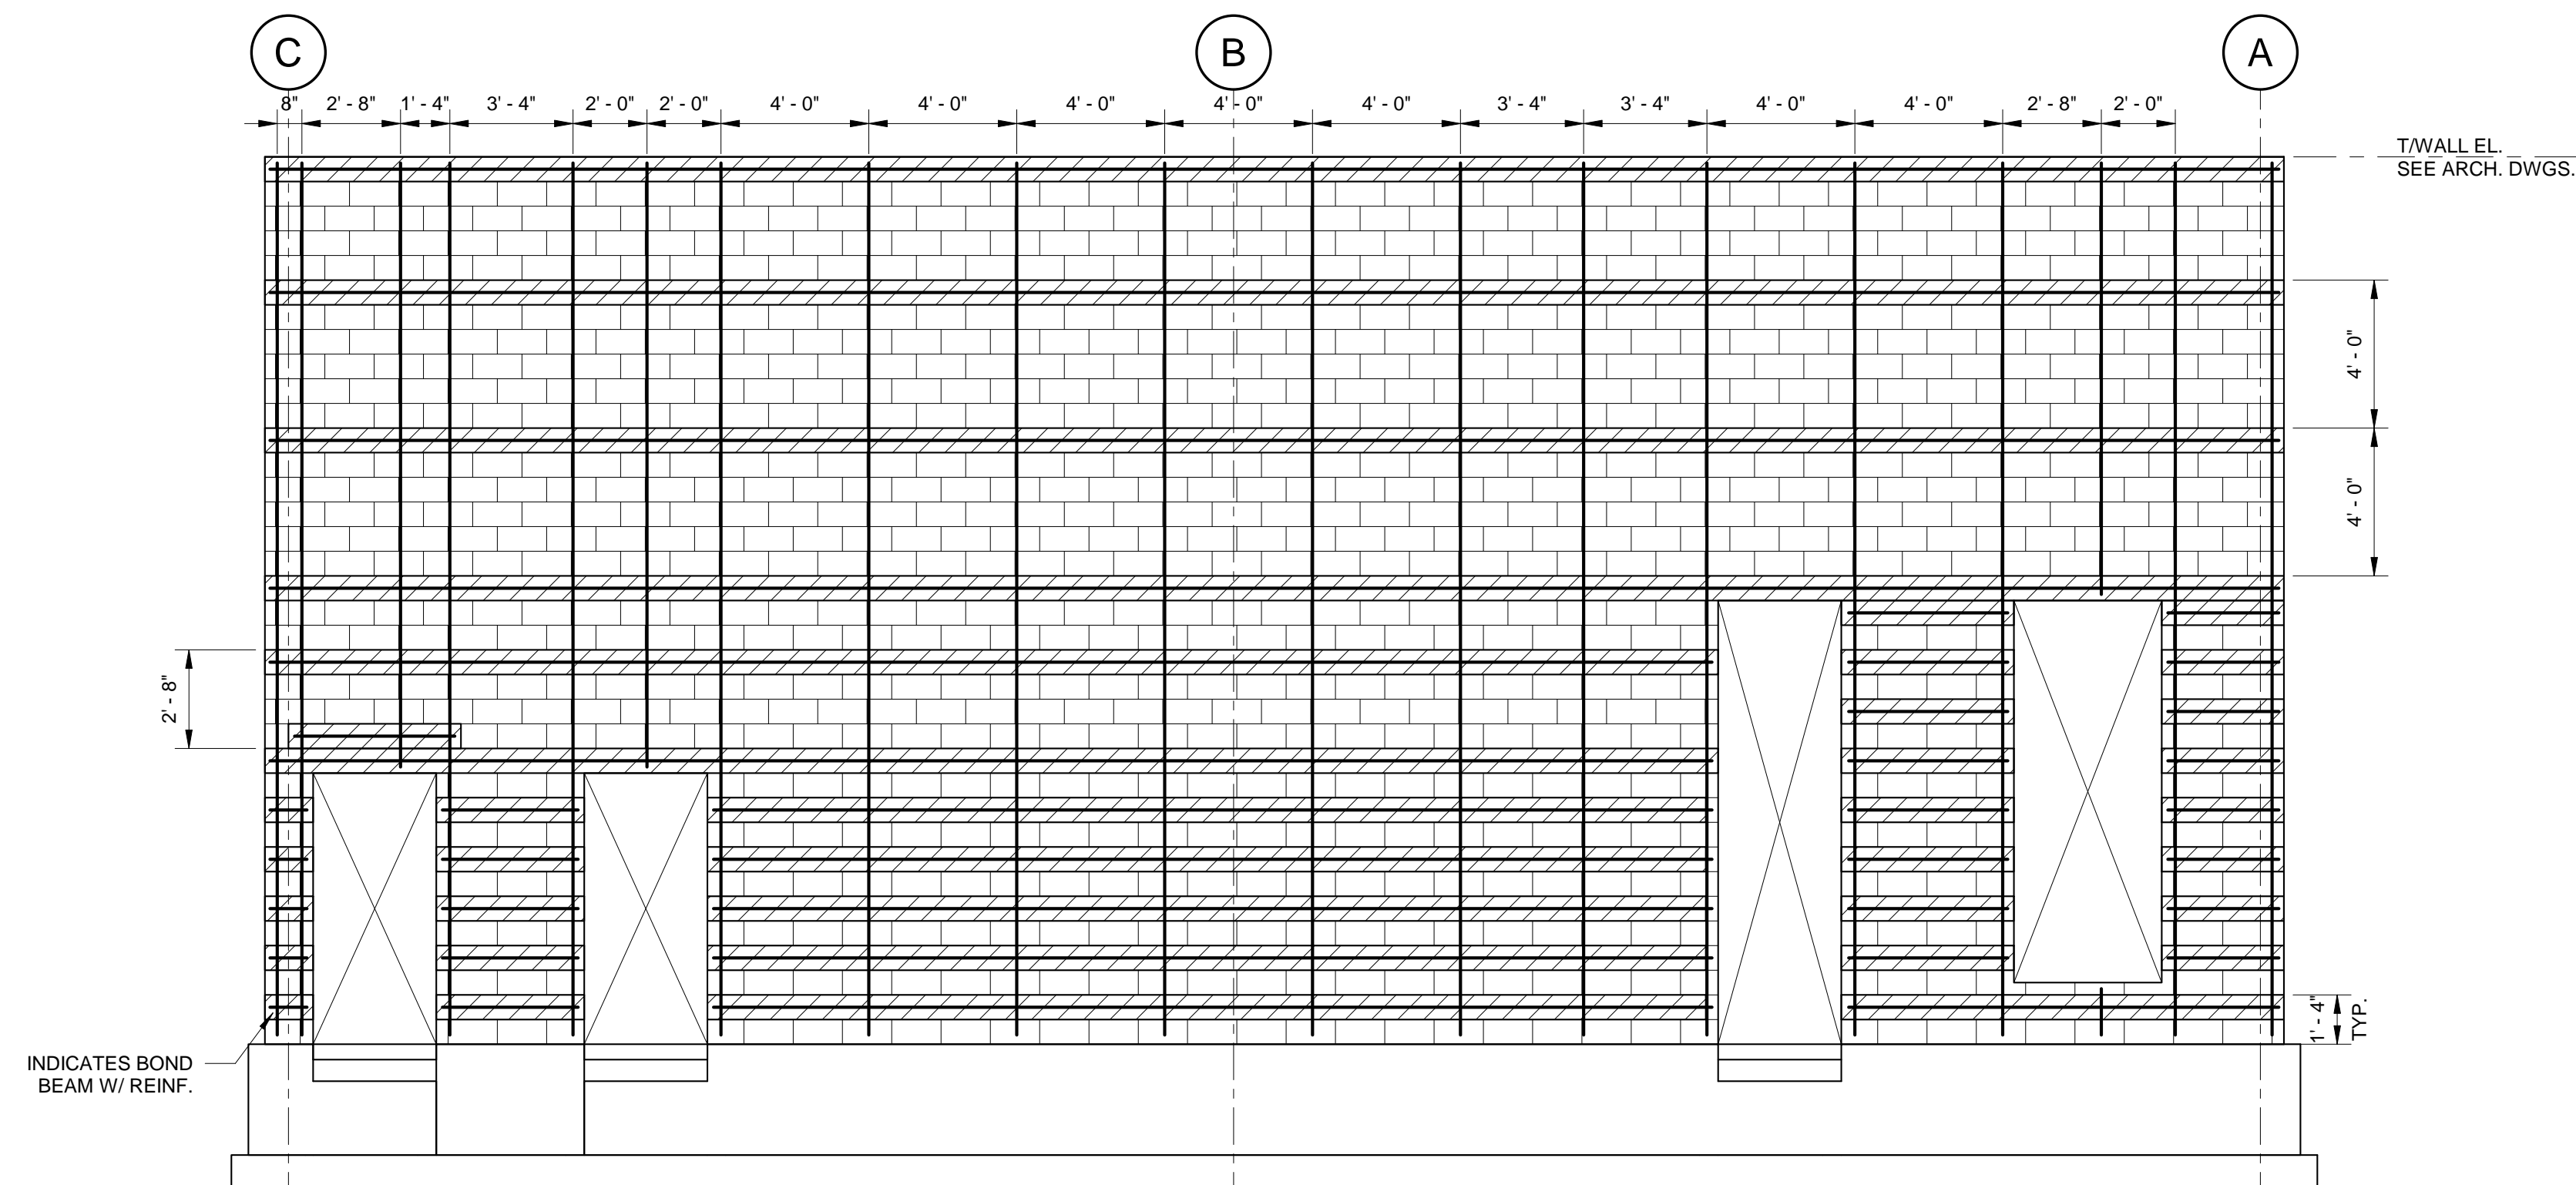 C
B
A
8"
2' - 8"
1' - 4"
3' - 4"
2' - 0"
2' - 0"
4' - 0"
4' - 0"
4' - 0"
4' - 0"
4' - 0"
3' - 4"
3' - 4"
4' - 0"
4' - 0"
2' - 8"
2' - 0"
T/WALL EL.
SEE ARCH. DWGS.
4' - 0"
4' - 0"
2' - 8"
1' - 4"
TYP.
INDICATES BOND
BEAM W/ REINF.